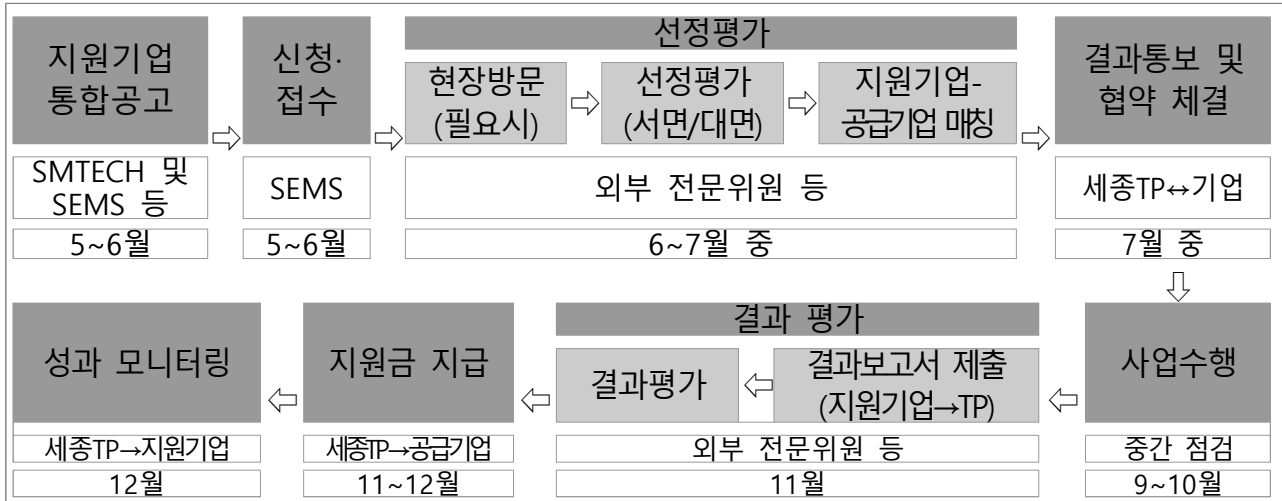 지원기업
통합공고
SMTECH 및
SEMS 등
5~6월
신청·
접수
SEMS
5~6월
선정평가
현장방문
(필요시)
선정평가
(서면/대면)
지원기업-
공급기업 매칭
외부 전문위원 등
6~7월 중
결과통보 및
협약 체결
세종TP↔기업
7월 중
사업수행
중간 점검
9~10월
결과 평가
결과보고서 제출
(지원기업→TP)
결과평가
외부 전문위원 등
11월
지원금 지급
세종TP→공급기업
11~12월
성과 모니터링
세종TP→지원기업
12월